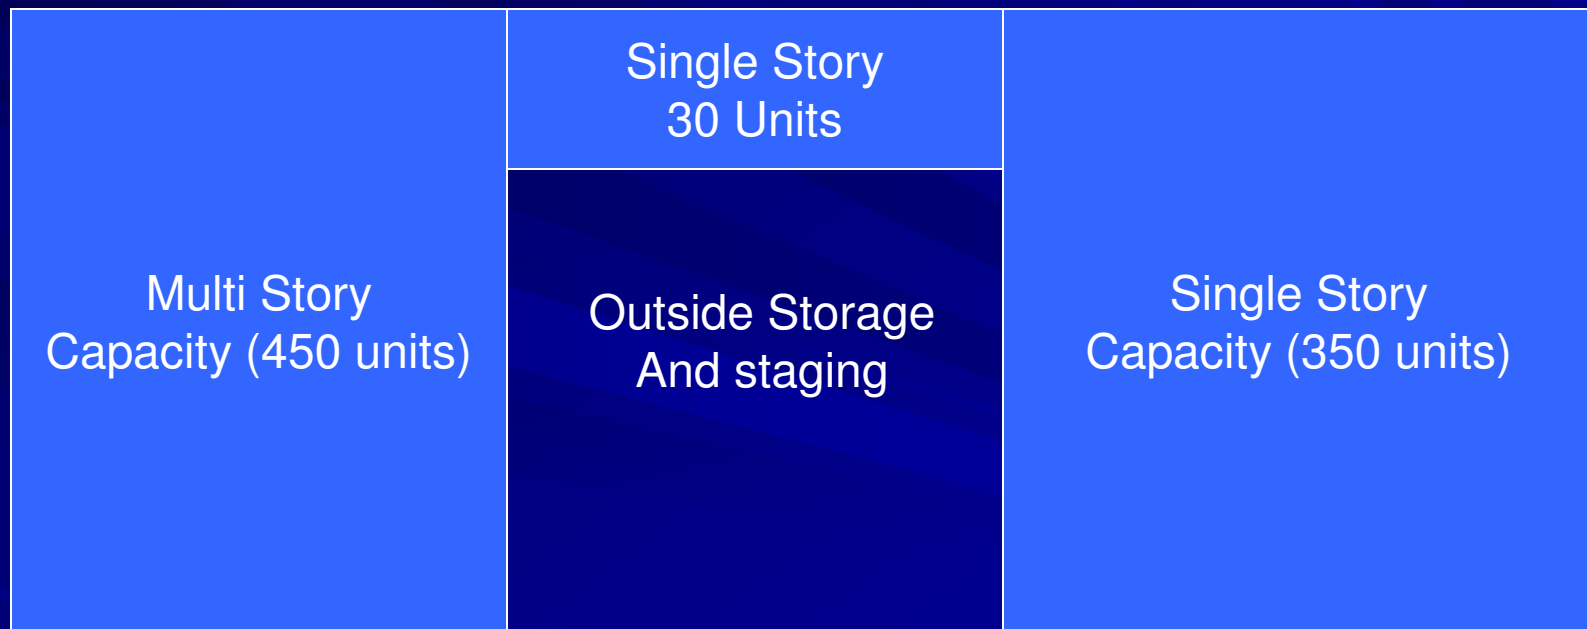 Single Story
30 Units
Multi Story
Capacity (450 units)
Outside Storage
And staging
Single Story
Capacity (350 units)